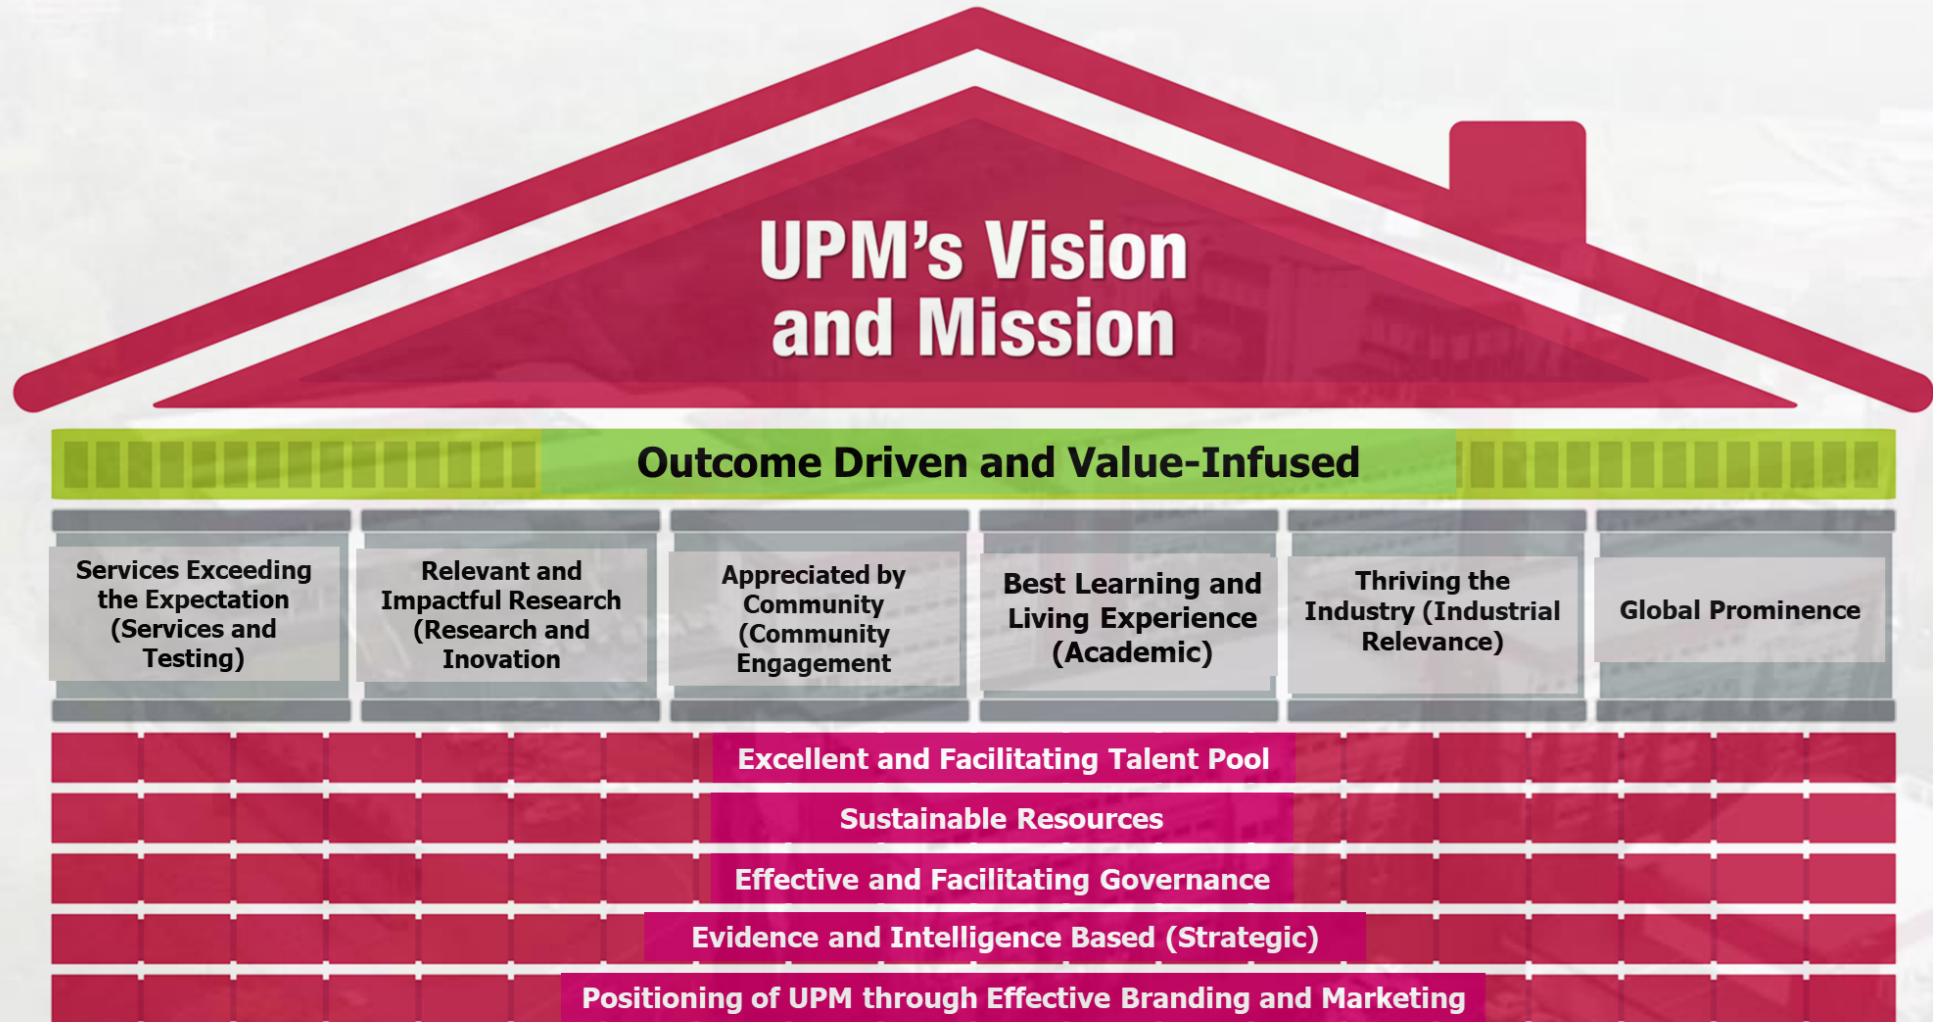 UPM's Vision
and Mission
Outcome Driven and Value-Infused
Services Exceeding
the Expectation
(Services and
Testing)
Relevant and
Impactful Research
(Research and
Inovation
Appreciated by
Community
(Community
Engagement
Best Learning and
Living Experience
(Academic)
Thriving the
Industry (Industrial
Relevance)
Global Prominence
Excellent and Facilitating Talent Pool
Sustainable Resources
Effective and Facilitating Governance
Evidence and Intelligence Based (Strategic)
Positioning of UPM through Effective Branding and Marketing